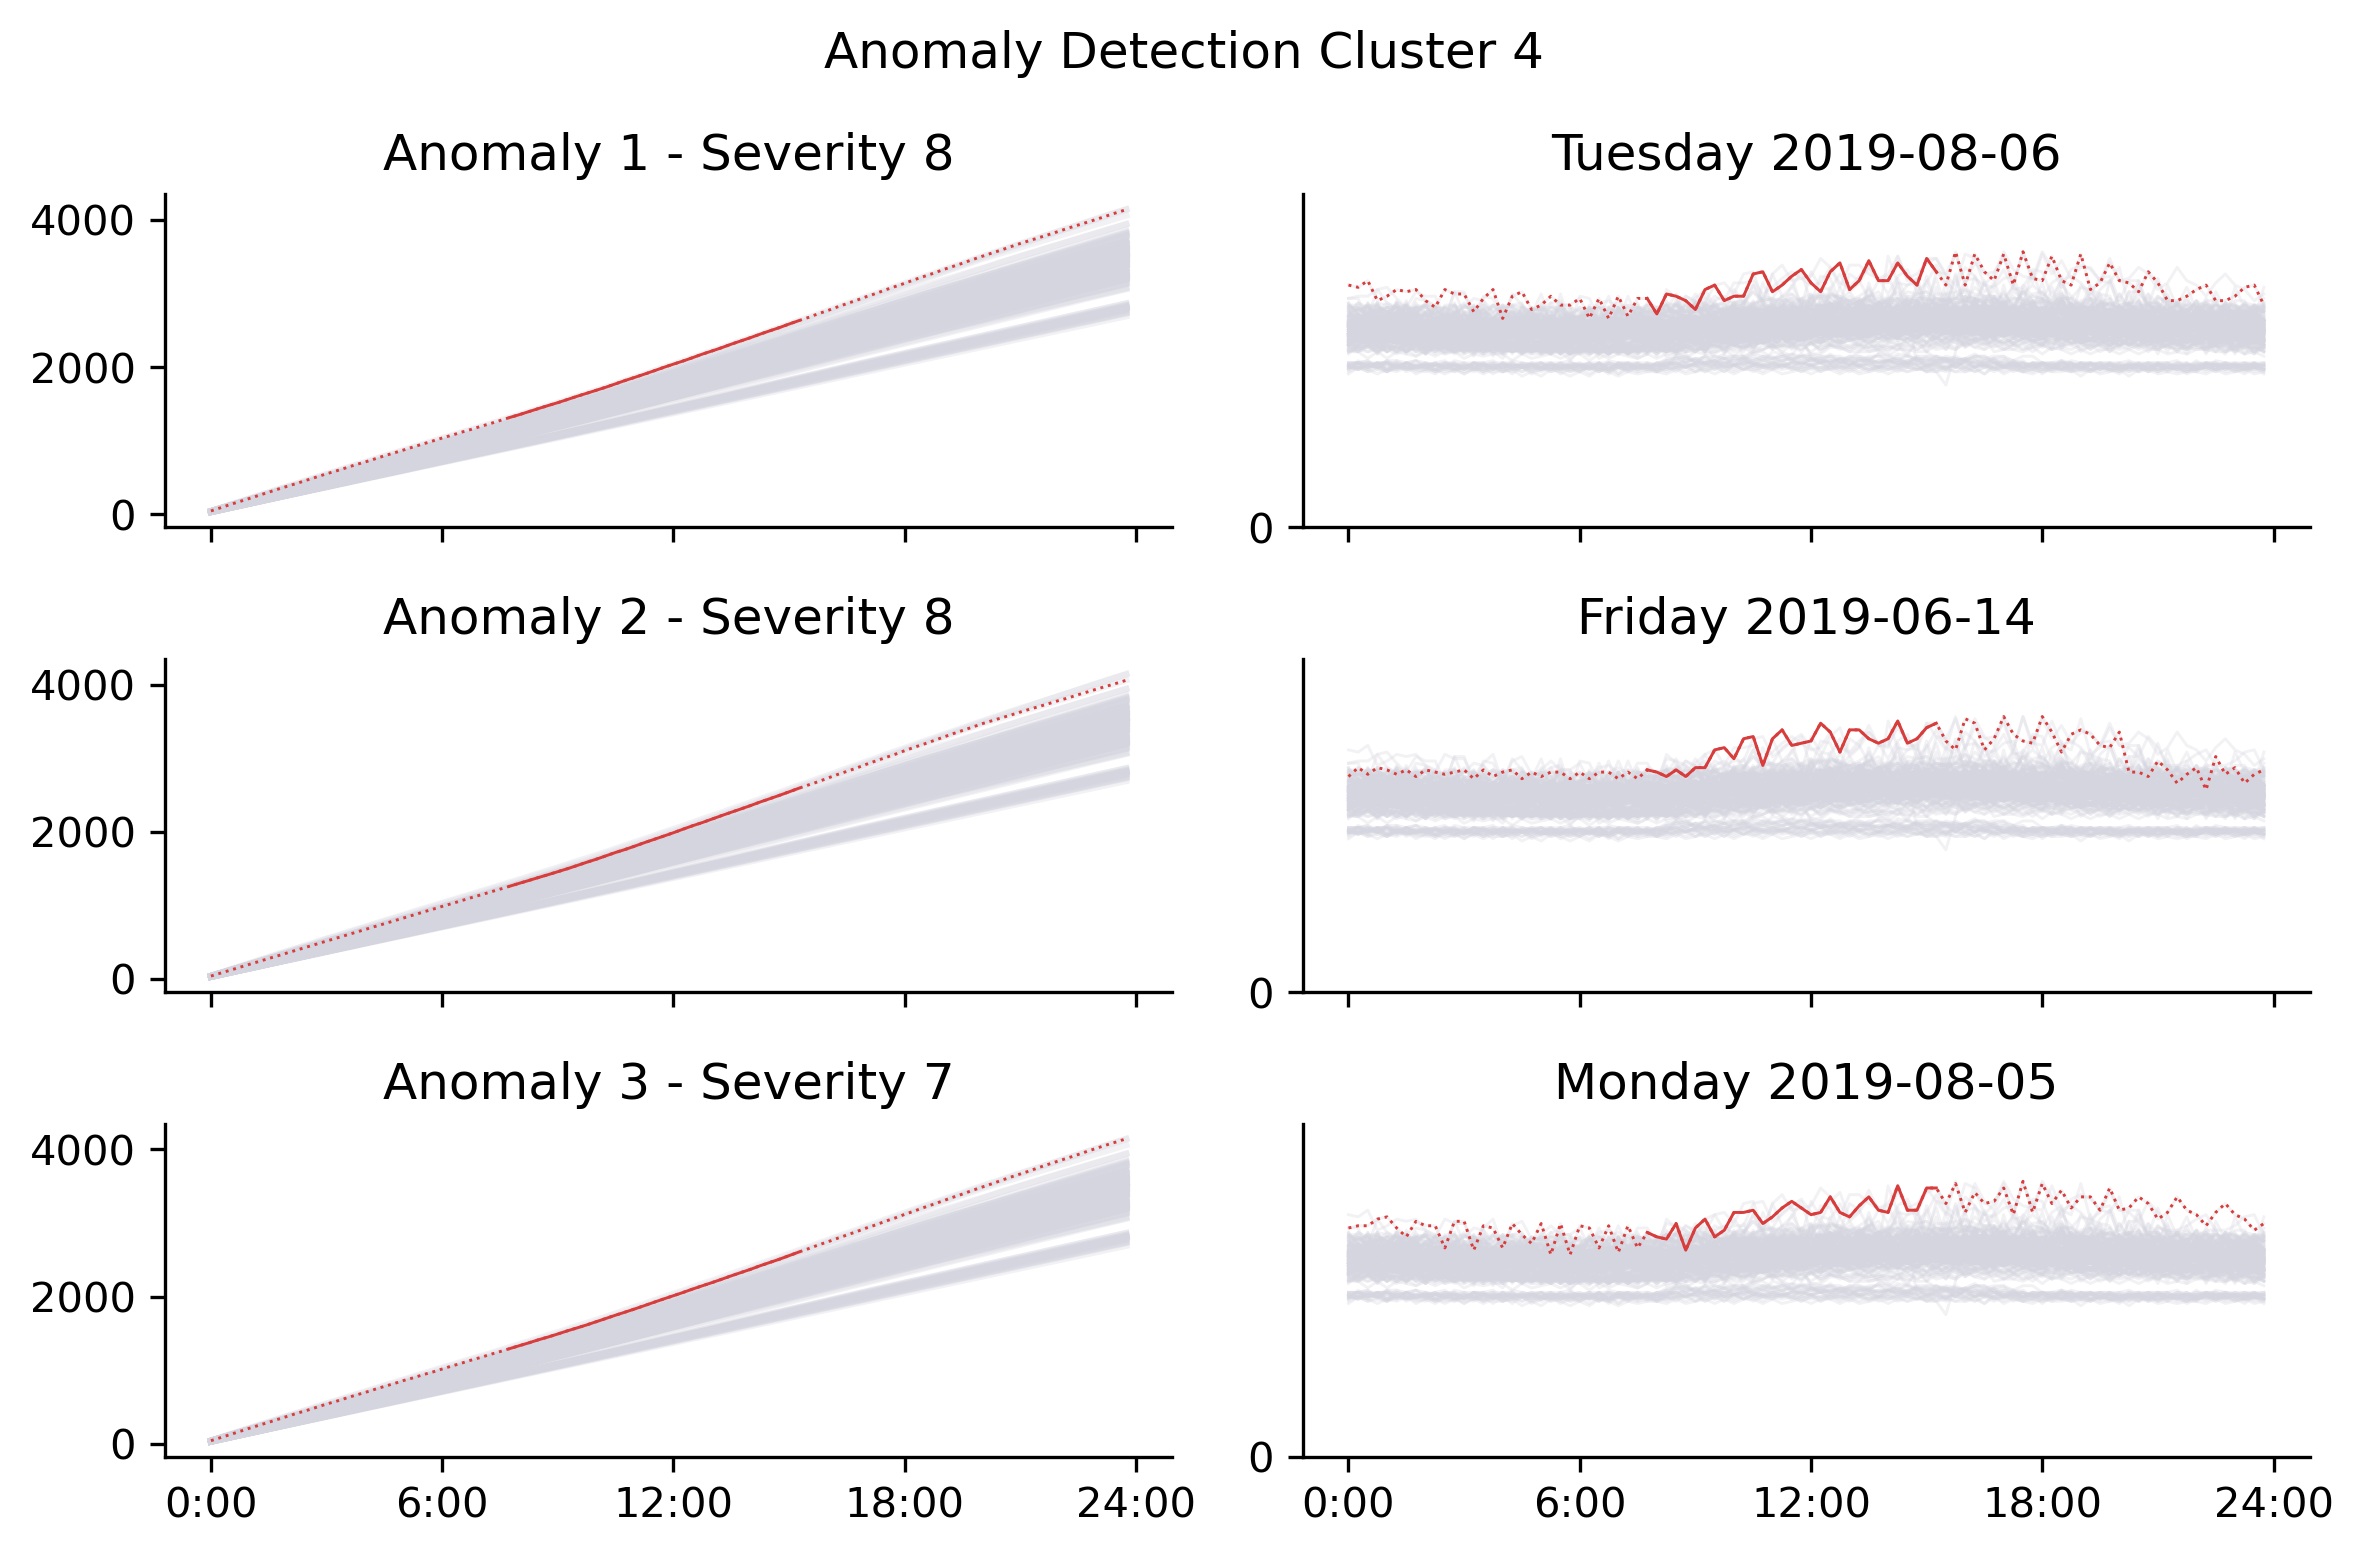 Anomaly Detection Cluster 4
Anomaly 1 - Severity 8
Tuesday 2019-08-06
4000
2000
0
0
Anomaly 2 - Severity 8
Friday 2019-06-14
4000
2000
0
0
Anomaly 3 - Severity 7
Monday 2019-08-05
4000
2000
0
0
0:00 6:00 12:00 18:00 24:00
0:00 6:00 12:00 18:00 24:00